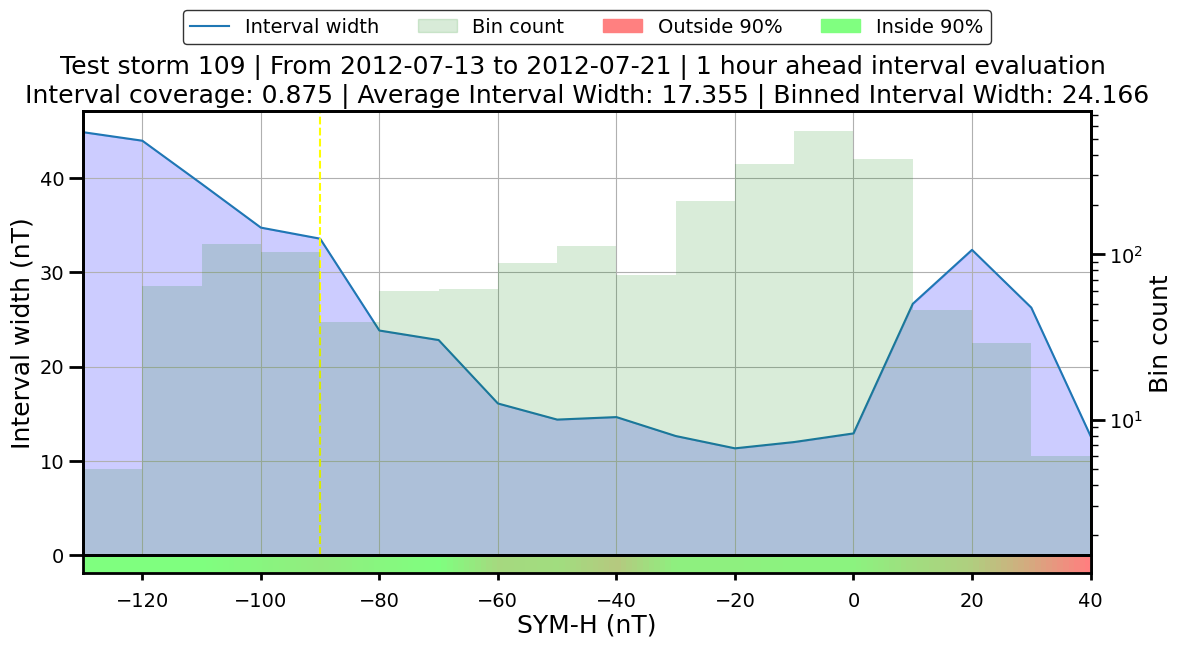 Interval width Bin count Outside 90% Inside 90%
Test storm 109 | From 2012-07-13 to 2012-07-21 | 1 hour ahead interval evaluation
Interval coverage: 0.875 | Average Interval Width: 17.355 | Binned Interval Width: 24.166
Interval width (nT)
40
30
20
10
0
10²
10¹
Bin count
−120 −100 −80 −60 −40 −20 0 20 40
SYM-H (nT)